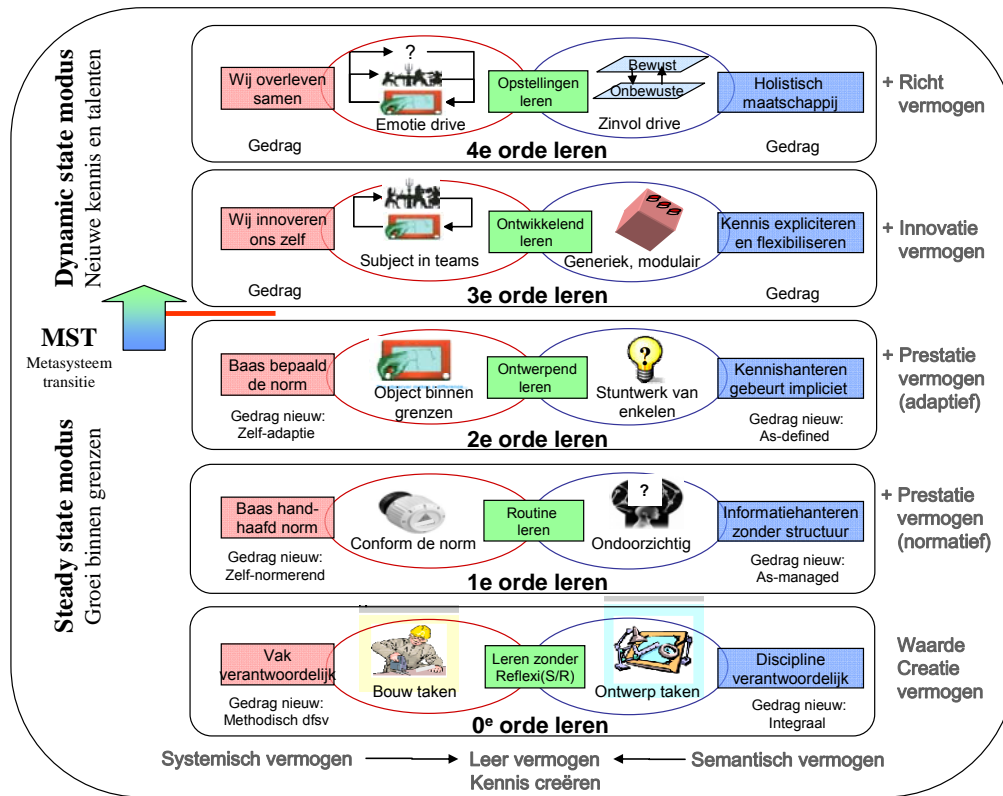 Dynamic state modus
Neiuwe kennis en talenten
MST
Metasysteem
transitie
Steady state modus
Groei binnen grenzen
Wij overleven
samen
Gedrag
?
Emotie drive
Opstellingen
leren
Bewust
Onbewuste
Zinvol drive
Holistisch
maatschappij
Gedrag
4e orde leren
+ Richt
vermogen
Wij innoveren
ons zelf
Gedrag
Subject in teams
Ontwikkelend
leren
Generiek, modulair
Kennis expliciteren
en flexibiliseren
Gedrag
3e orde leren
+ Innovatie
vermogen
Baas bepaald
de norm
Gedrag nieuw:
Zelf-adaptie
Object binnen
grenzen
Ontwerpend
leren
?
Stuntwerk van
enkelen
Kennishanteren
gebeurt impliciet
Gedrag nieuw:
As-defined
2e orde leren
+ Prestatie
vermogen
(adaptief)
Baas hand-
haafd norm
Gedrag nieuw:
Zelf-normerend
Conform de norm
Routine
leren
?
Ondoorzichtig
Informatiehanteren
zonder structuur
Gedrag nieuw:
As-managed
1e orde leren
+ Prestatie
vermogen
(normatief)
Vak
verantwoordelijk
Gedrag nieuw:
Methodisch dfsv
Bouw taken
Leren zonder
Reflexi(S/R)
Ontwerp taken
Discipline
verantwoordelijk
Gedrag nieuw:
Integraal
0e orde leren
Waarde
Creatie
vermogen
Systemisch vermogen
Leer vermogen
Kennis creëren
Semantisch vermogen